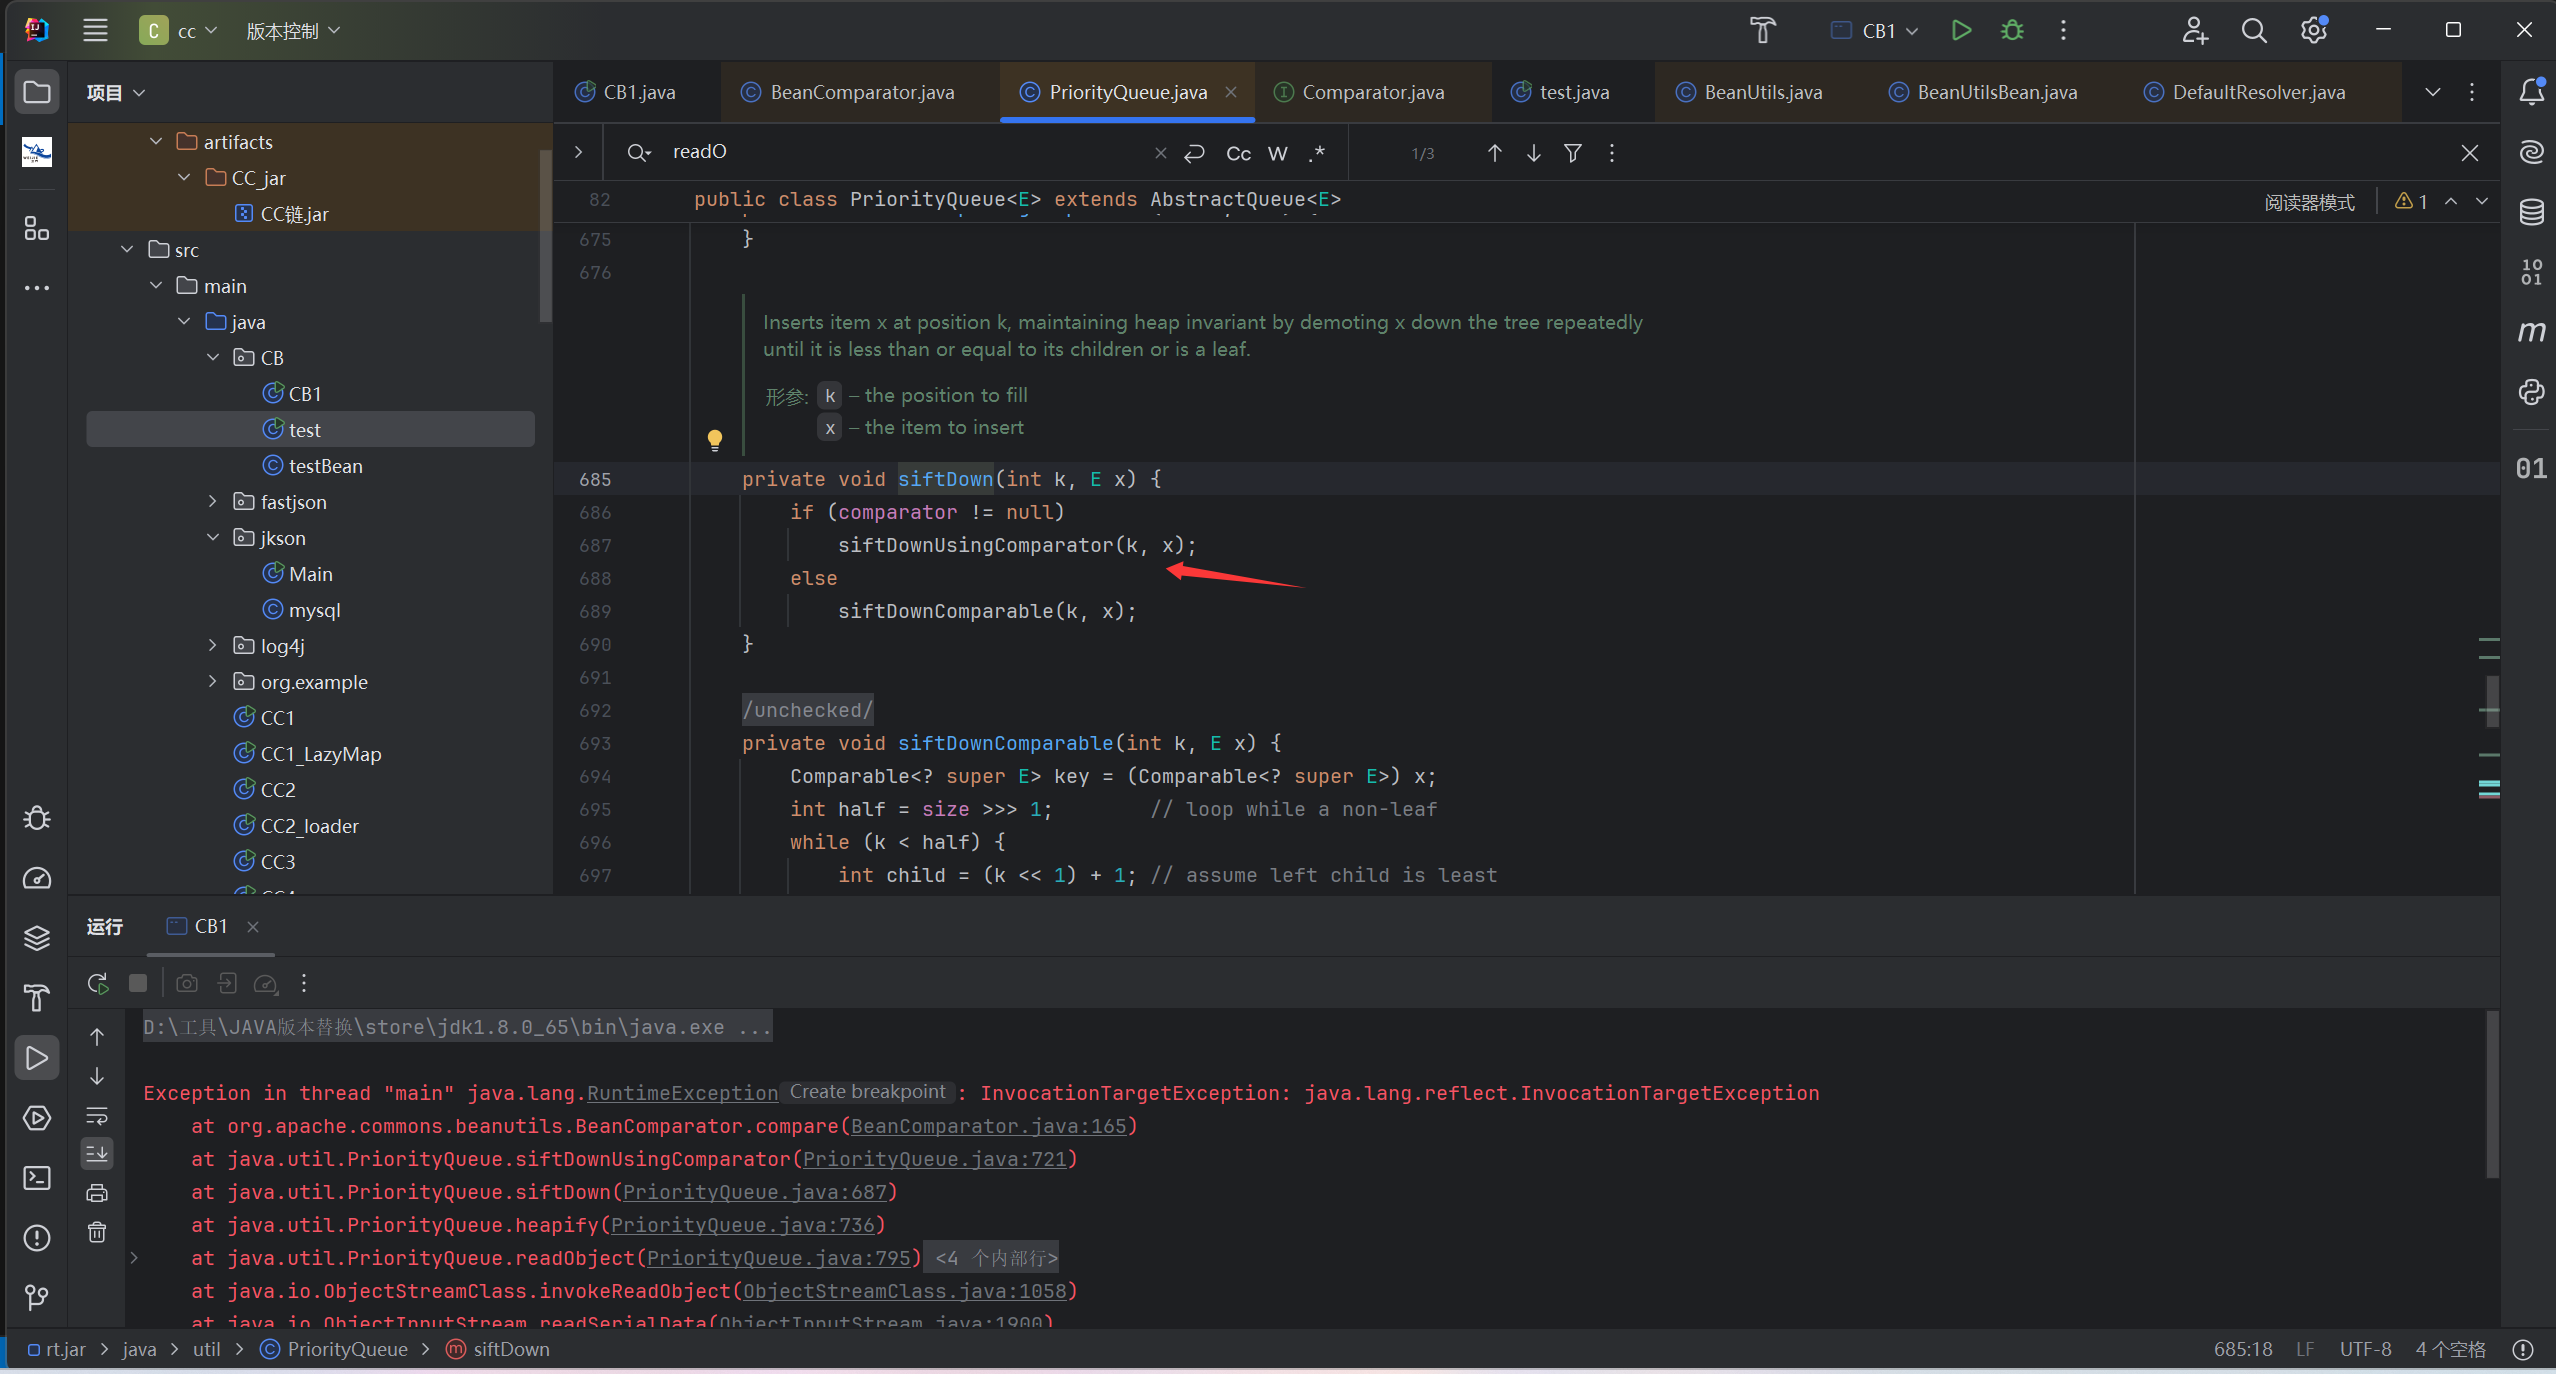 C cc 版本控制 CB1
项目
artifacts
CC_jar
CC链.jar
src
main
java
CB
CB1
test
testBean
fastjson
jkson
Main
mysql
log4j
org.example
CC1
CC1_LazyMap
CC2
CC2_loader
CC3
CB1.java BeanComparator.java PriorityQueue.java Comparator.java test.java BeanUtils.java BeanUtilsBean.java DefaultResolver.java
readO Cc W .* 1/3
82 public class PriorityQueue<E> extends AbstractQueue<E>
阅读器模式 1
675 }
676
Inserts item x at position k, maintaining heap invariant by demoting x down the tree repeatedly
until it is less than or equal to its children or is a leaf.
形参: k – the position to fill
x – the item to insert
685 private void siftDown(int k, E x) {
686 if (comparator != null)
687 siftDownUsingComparator(k, x);
688 else
689 siftDownComparable(k, x);
690 }
691
692 /unchecked/
693 private void siftDownComparable(int k, E x) {
694 Comparable<? super E> key = (Comparable<? super E>) x;
695 int half = size >>> 1; // loop while a non-leaf
696 while (k < half) {
697 int child = (k << 1) + 1; // assume left child is least
m
01
运行 CB1
D:\工具\JAVA版本替换\store\jdk1.8.0_65\bin\java.exe ...
Exception in thread "main" java.lang.RuntimeException Create breakpoint : InvocationTargetException: java.lang.reflect.InvocationTargetException
at org.apache.commons.beanutils.BeanComparator.compare(BeanComparator.java:165)
at java.util.PriorityQueue.siftDownUsingComparator(PriorityQueue.java:721)
at java.util.PriorityQueue.siftDown(PriorityQueue.java:687)
at java.util.PriorityQueue.heapify(PriorityQueue.java:736)
at java.util.PriorityQueue.readObject(PriorityQueue.java:795) <4 个内部行>
at java.io.ObjectStreamClass.invokeReadObject(ObjectStreamClass.java:1058)
at java.io.ObjectInputStream.readSerialData(ObjectInputStream.java:1900)
rt.jar > java > util > PriorityQueue > siftDown
685:18 LF UTF-8 4 个空格